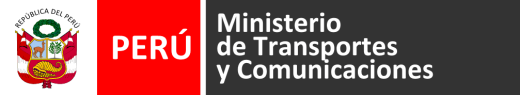 REPÚBLICA DEL PERÚ
PERÚ
Ministerio
de Transportes
y Comunicaciones